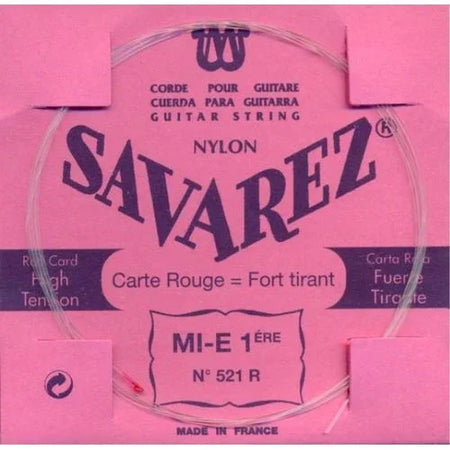 CORDE POUR GUITARE
CUERDA PARA GUITARRA
GUITAR STRING
NYLON
SAVAREZ®
Red Card
High
Tension
Carte Rouge = Fort tirant
Carta Roja
Fuerte
Tirante
MI-E 1ÉRE
N° 521 R
MADE IN FRANCE